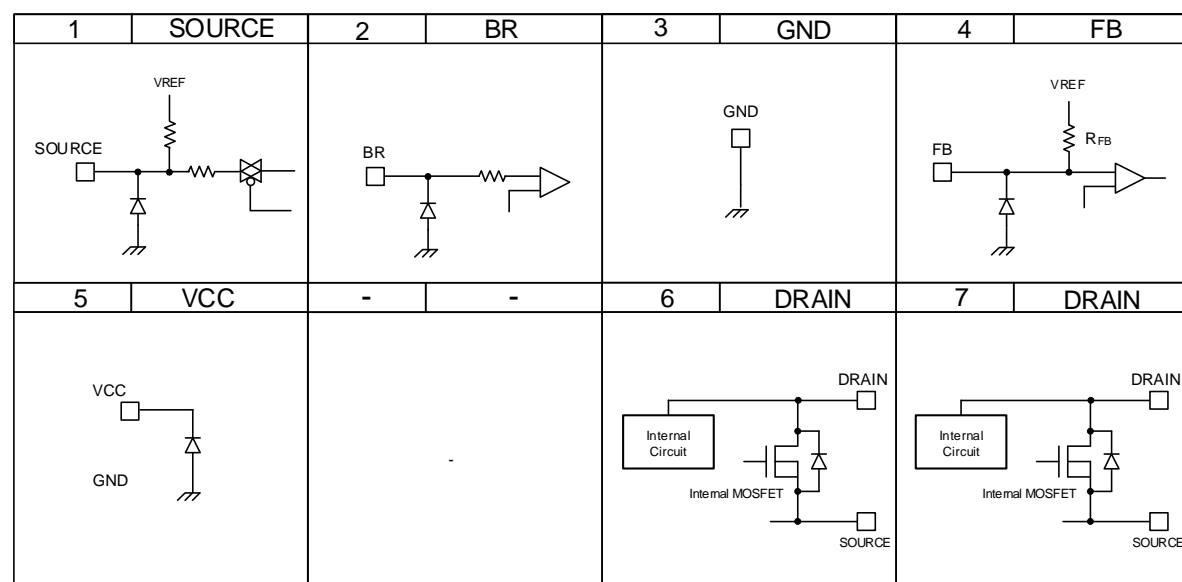 1 SOURCE 2 BR 3 GND 4 FB
VREF
SOURCE
BR
GND
VREF
RFB
FB
5 VCC - - 6 DRAIN 7 DRAIN
VCC
GND
-
DRAIN
Internal
Circuit
Internal MOSFET
SOURCE
DRAIN
Internal
Circuit
Internal MOSFET
SOURCE